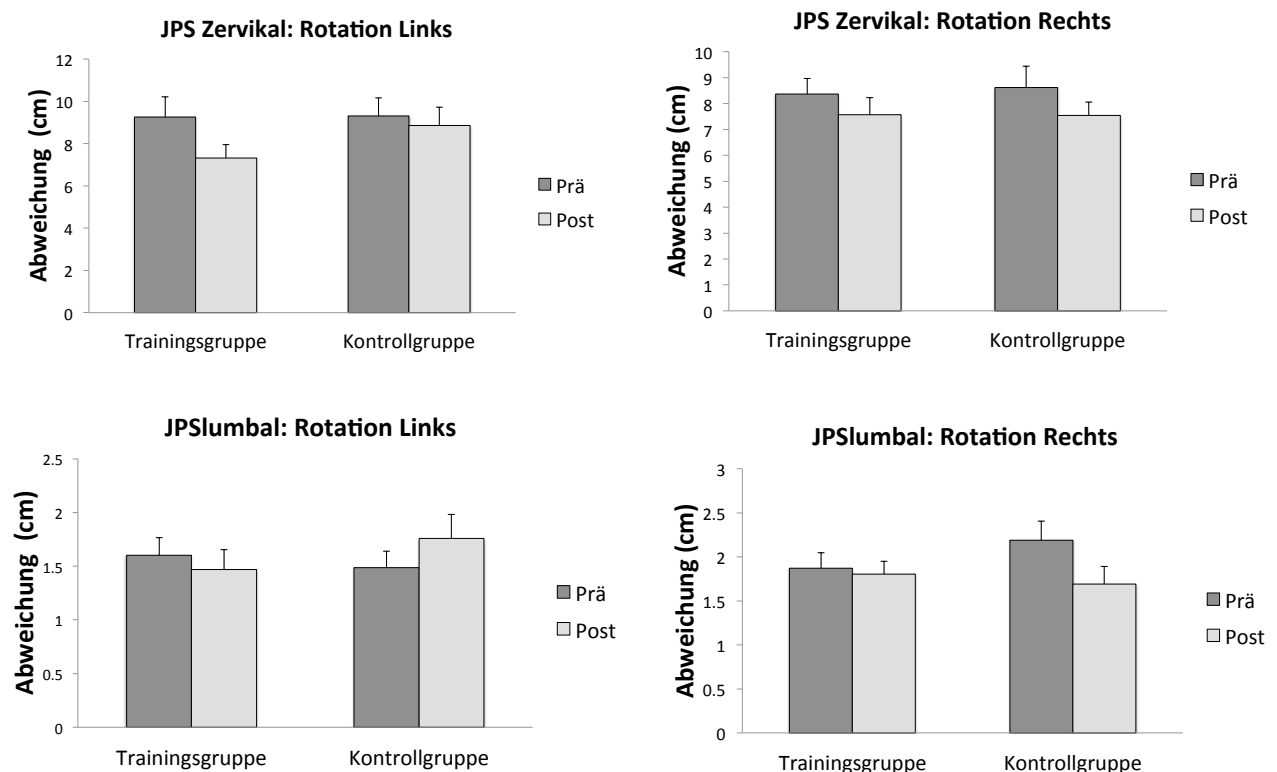 JPS Zervikal: Rotation Links
12
10
8
6
4
2
0
Abweichung (cm)
Trainingsgruppe Kontrollgruppe
Prä
Post
JPS Zervikal: Rotation Rechts
10
9
8
7
6
5
4
3
2
1
0
Abweichung (cm)
Trainingsgruppe Kontrollgruppe
Prä
Post
JPSlumbal: Rotation Links
2.5
2
1.5
1
0.5
0
Abweichung (cm)
Trainingsgruppe Kontrollgruppe
Prä
Post
JPSlumbal: Rotation Rechts
3
2.5
2
1.5
1
0.5
0
Abweichung (cm)
Trainingsgruppe Kontrollgruppe
Prä
Post